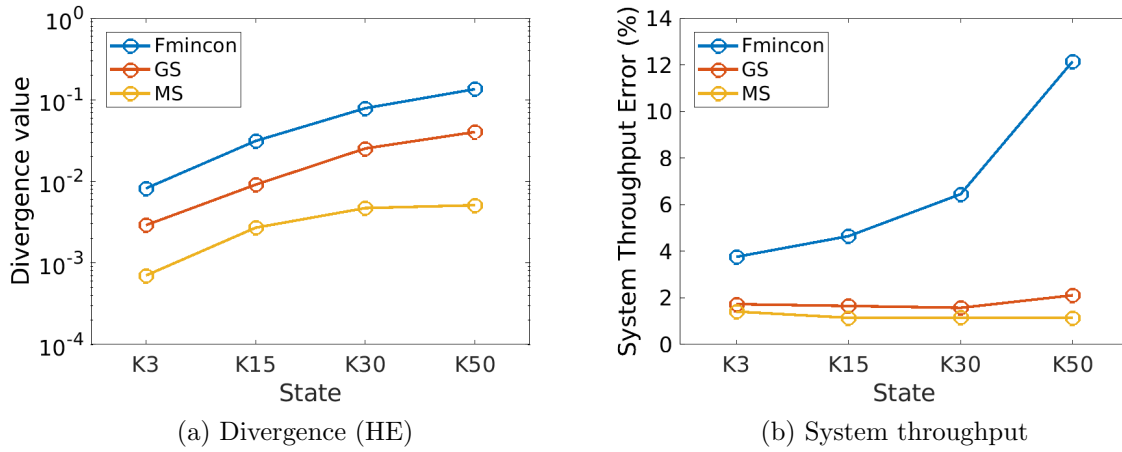 Divergence value
10^0
10^-1
10^-2
10^-3
10^-4
Fmincon
GS
MS
K3 K15 K30 K50
State
(a) Divergence (HE)
System Throughput Error (%)
14
12
10
8
6
4
2
0
Fmincon
GS
MS
K3 K15 K30 K50
State
(b) System throughput